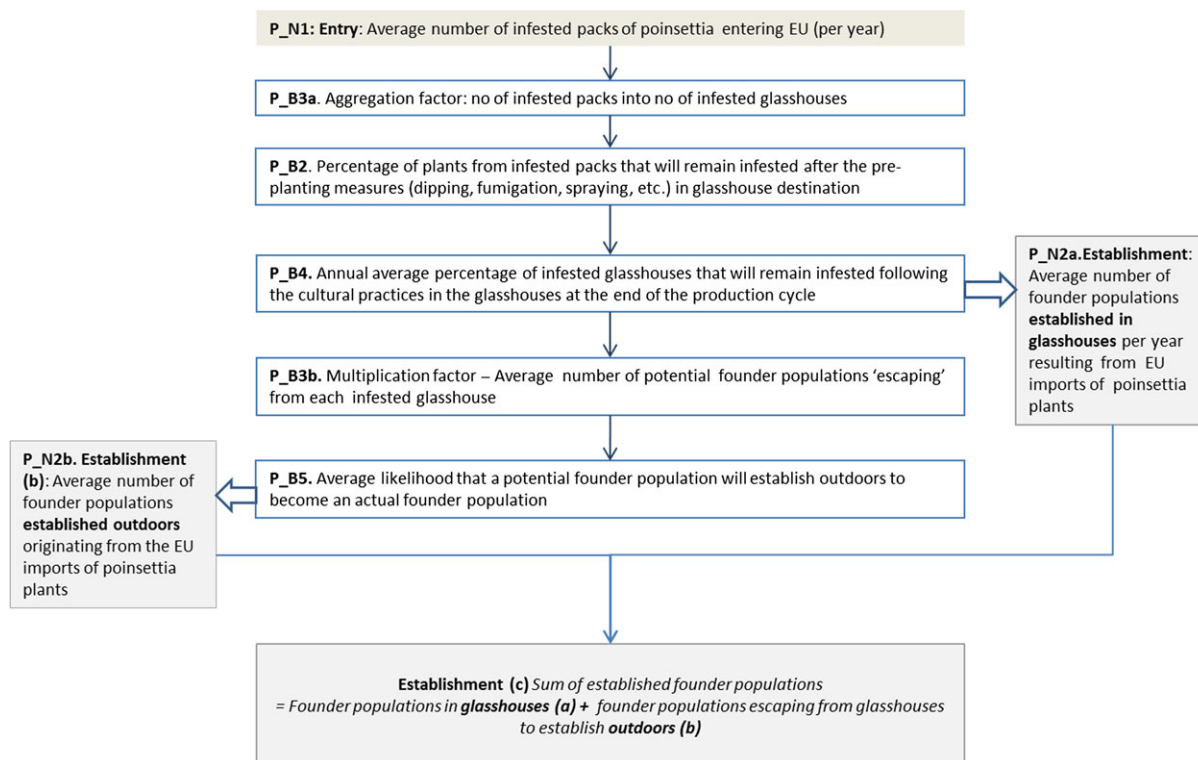 P_N1: Entry: Average number of infested packs of poinsettia entering EU (per year)
P_B3a. Aggregation factor: no of infested packs into no of infested glasshouses
P_B2. Percentage of plants from infested packs that will remain infested after the pre-
planting measures (dipping, fumigation, spraying, etc.) in glasshouse destination
P_B4. Annual average percentage of infested glasshouses that will remain infested following
the cultural practices in the glasshouses at the end of the production cycle
P_N2a.Establishment:
Average number of
founder populations
established in
glasshouses per year
resulting from EU
imports of poinsettia
plants
P_B3b. Multiplication factor – Average number of potential founder populations ‘escaping’
from each infested glasshouse
P_B5. Average likelihood that a potential founder population will establish outdoors to
become an actual founder population
P_N2b. Establishment
(b): Average number of
founder populations
established outdoors
originating from the EU
imports of poinsettia
plants
Establishment (c) Sum of established founder populations
= Founder populations in glasshouses (a) + founder populations escaping from glasshouses
to establish outdoors (b)